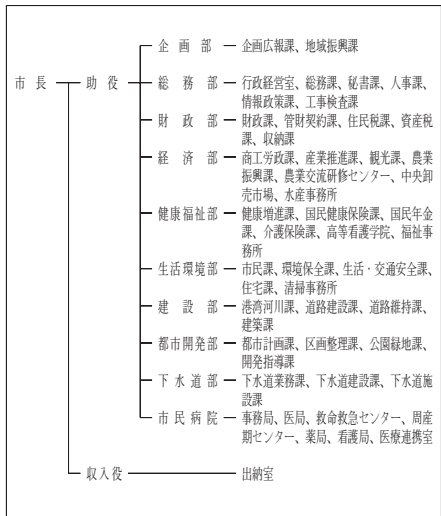 企画部 企画広報課、地域振興課
市長 助役 総務部 行政経営室、総務課、秘書課、人事課、
情報政策課、工事検査課
財政部 財政課、管財契約課、住民税課、資産税
課、収納課
経済部 商工労政課、産業推進課、観光課、農業
振興課、農業交流研修センター、中央卸
売市場、水産事務所
健康福祉部 健康増進課、国民健康保険課、国民年金
課、介護保険課、高等看護学院、福祉事
務所
生活環境部 市民課、環境保全課、生活・交通安全課、
住宅課、清掃事務所
建設部 港湾河川課、道路建設課、道路維持課、
建築課
都市開発部 都市計画課、区画整理課、公園緑地課、
開発指導課
下水道部 下水道業務課、下水道建設課、下水道施
設課
市民病院 事務局、医局、救命救急センター、周産
期センター、薬局、看護局、医療連携室
収入役 出納室